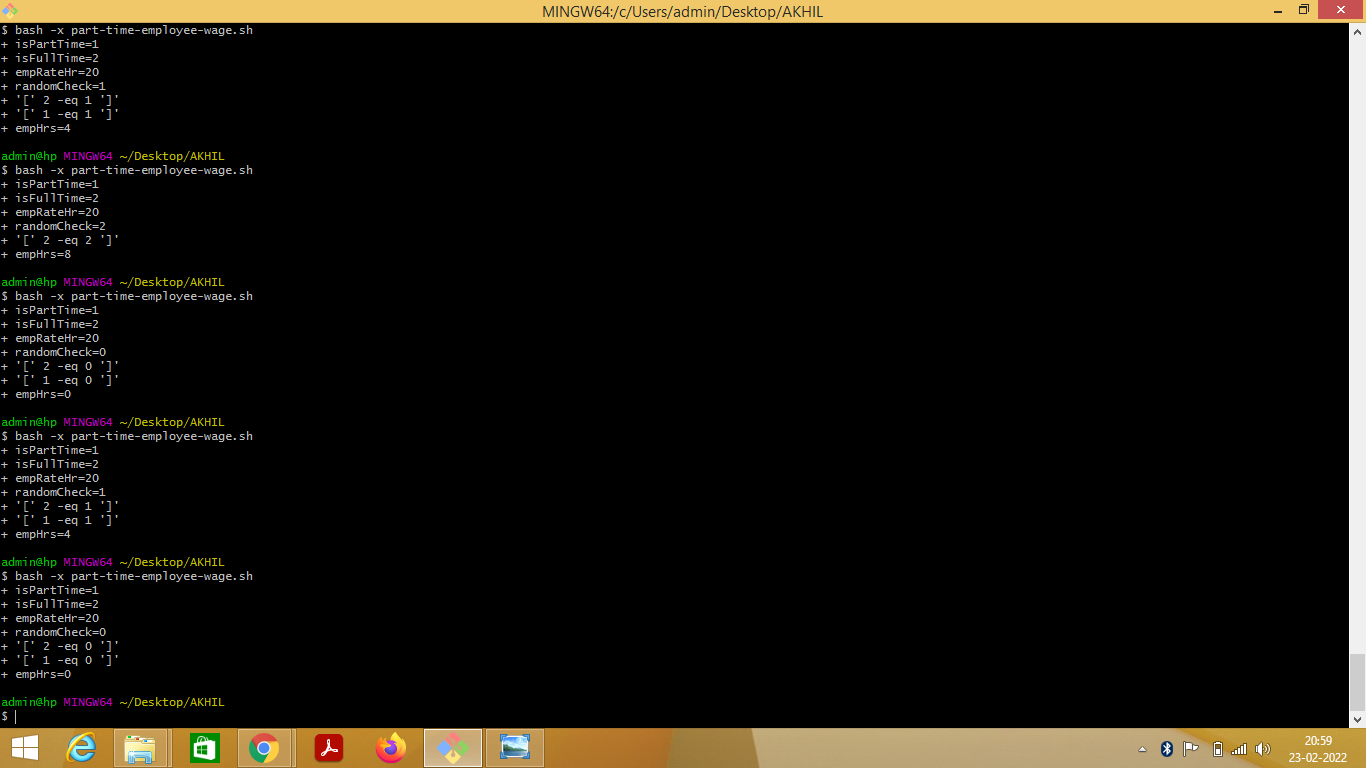 MINGW64:/c/Users/admin/Desktop/AKHIL
$ bash -x part-time-employee-wage.sh
+ isPartTime=1
+ isFullTime=2
+ empRateHr=20
+ randomCheck=1
+ '[' 2 -eq 1 ']'
+ '[' 1 -eq 1 ']'
+ empHrs=4
admin@hp MINGW64 ~/Desktop/AKHIL
$ bash -x part-time-employee-wage.sh
+ isPartTime=1
+ isFullTime=2
+ empRateHr=20
+ randomCheck=2
+ '[' 2 -eq 2 ']'
+ empHrs=8
admin@hp MINGW64 ~/Desktop/AKHIL
$ bash -x part-time-employee-wage.sh
+ isPartTime=1
+ isFullTime=2
+ empRateHr=20
+ randomCheck=0
+ '[' 2 -eq 0 ']'
+ '[' 1 -eq 0 ']'
+ empHrs=0
admin@hp MINGW64 ~/Desktop/AKHIL
$ bash -x part-time-employee-wage.sh
+ isPartTime=1
+ isFullTime=2
+ empRateHr=20
+ randomCheck=1
+ '[' 2 -eq 1 ']'
+ '[' 1 -eq 1 ']'
+ empHrs=4
admin@hp MINGW64 ~/Desktop/AKHIL
$ bash -x part-time-employee-wage.sh
+ isPartTime=1
+ isFullTime=2
+ empRateHr=20
+ randomCheck=0
+ '[' 2 -eq 0 ']'
+ '[' 1 -eq 0 ']'
+ empHrs=0
admin@hp MINGW64 ~/Desktop/AKHIL
$
20:59
23-02-2022